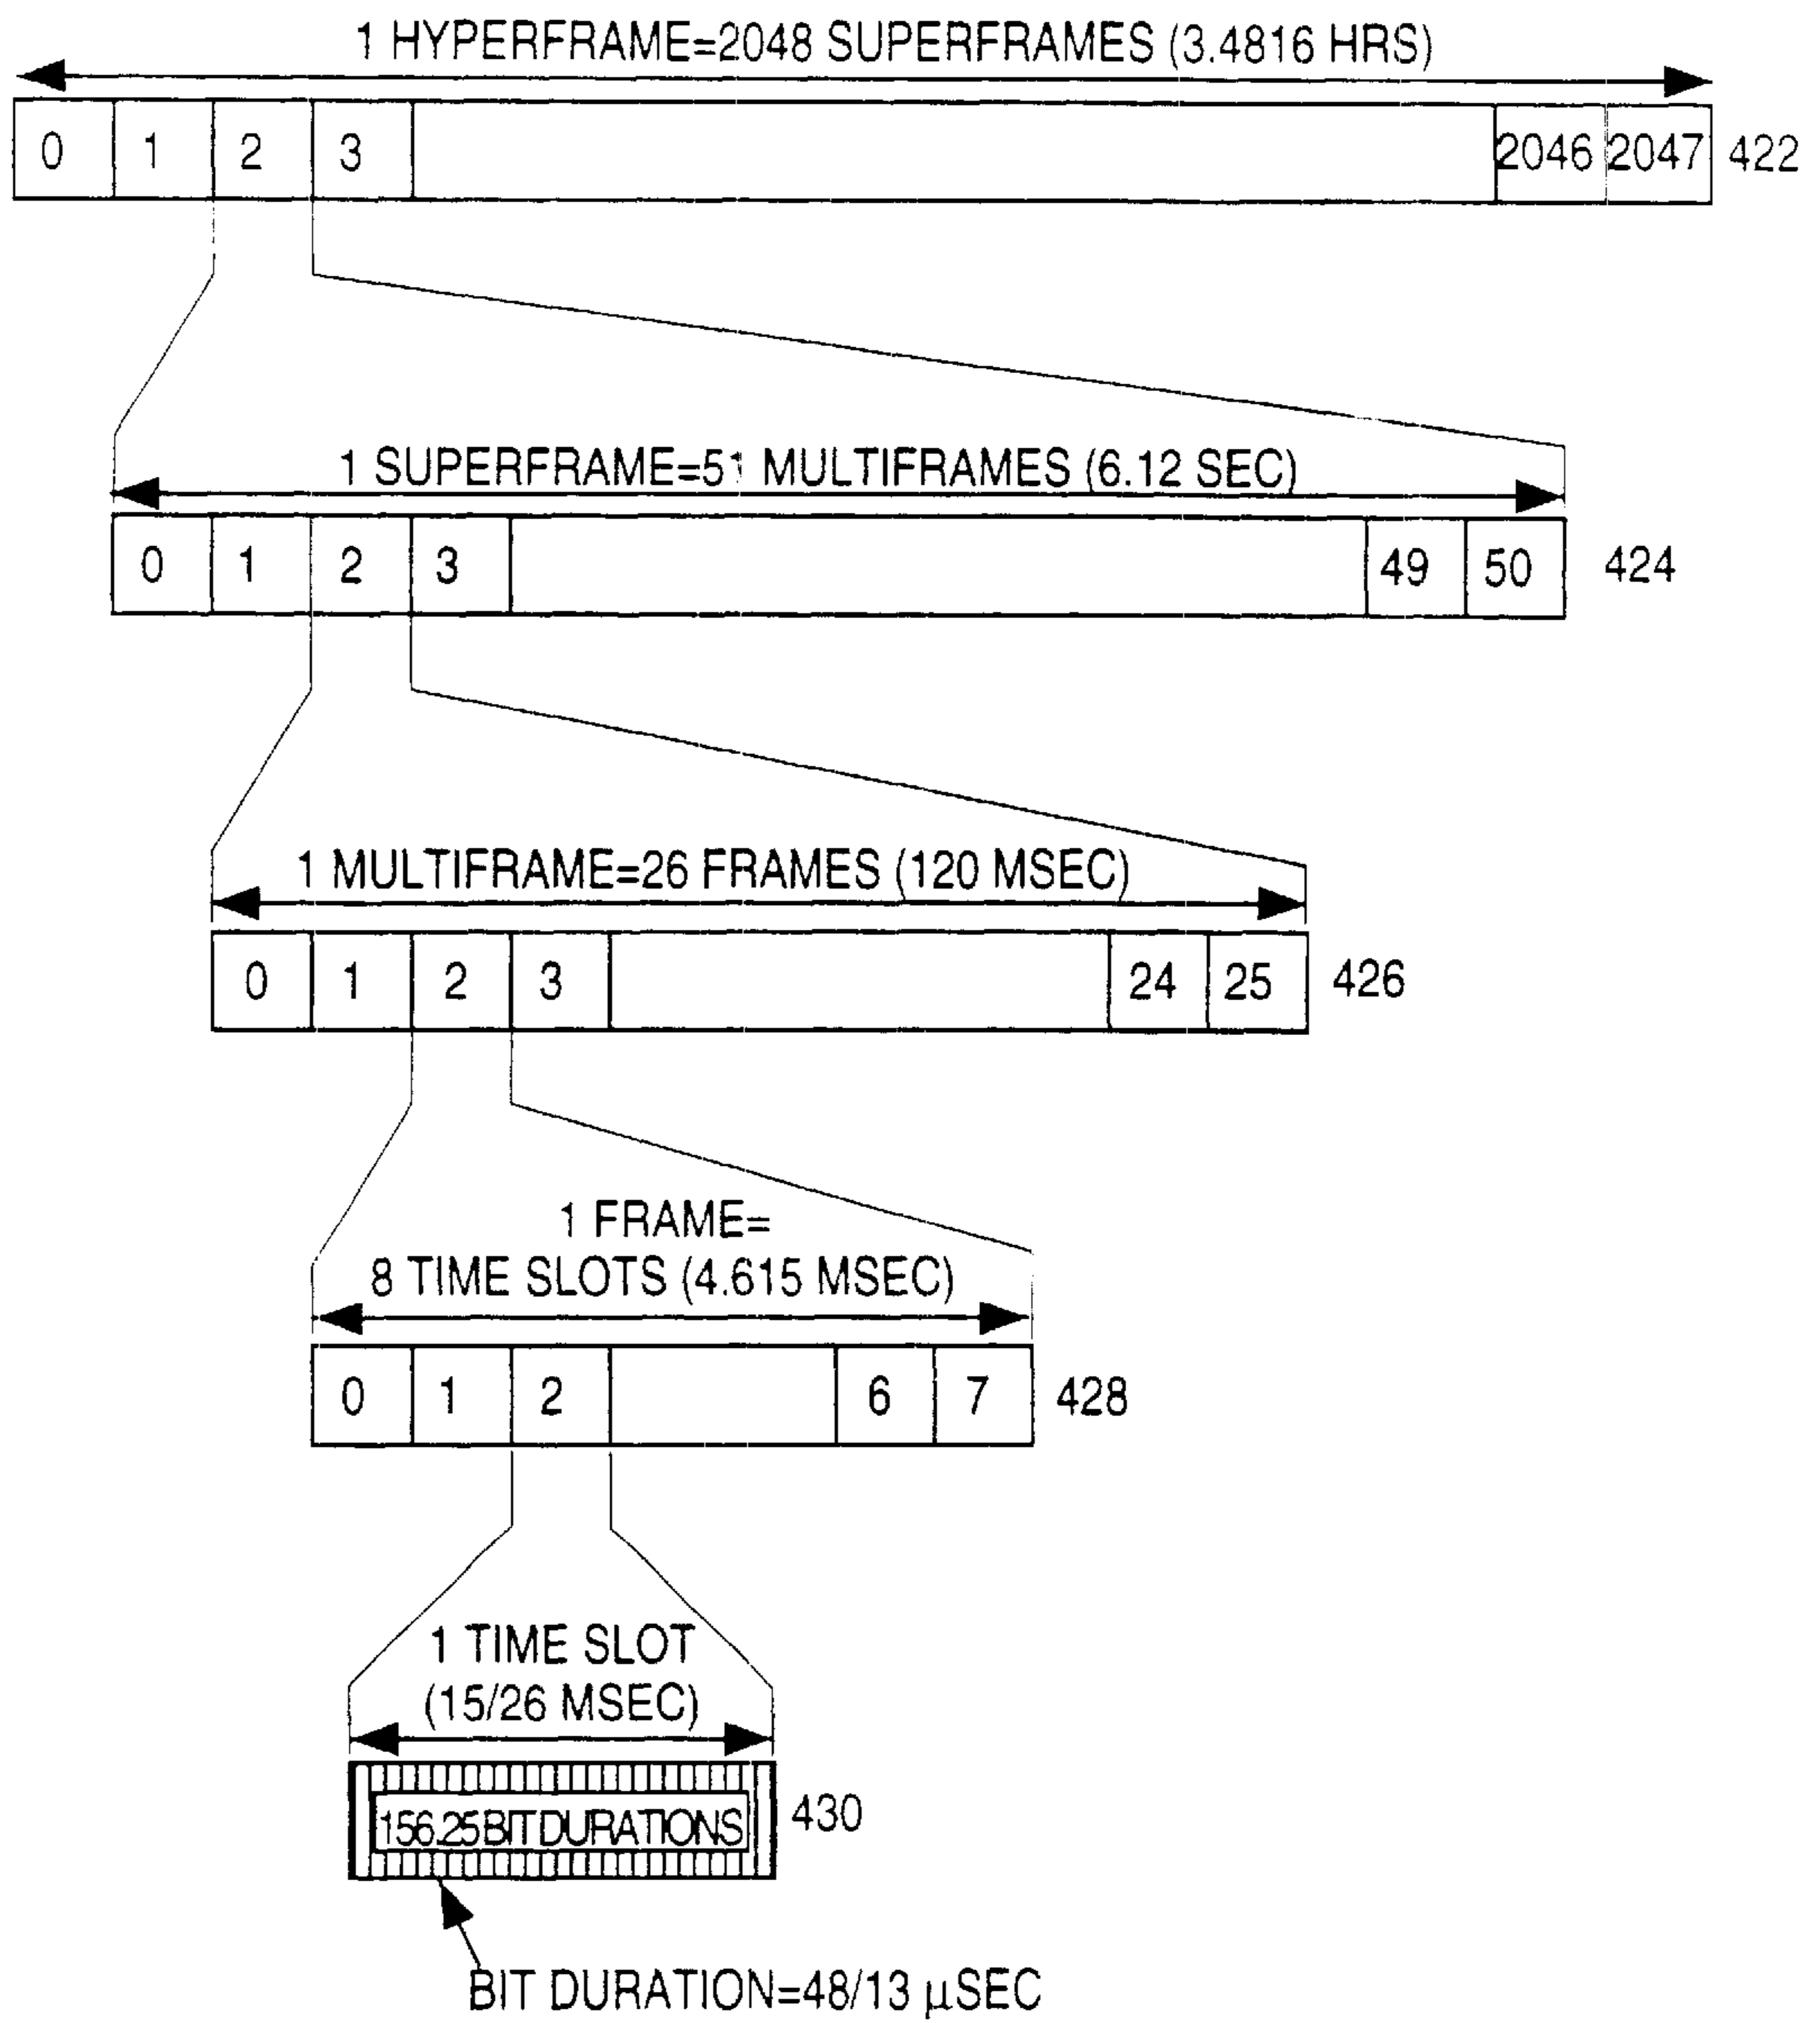 1 HYPERFRAME=2048 SUPERFRAMES (3.4816 HRS)
0 1 2 3 2046 2047 422
1 SUPERFRAME=51 MULTIFRAMES (6.12 SEC)
0 1 2 3 49 50 424
1 MULTIFRAME=26 FRAMES (120 MSEC)
0 1 2 3 24 25 426
1 FRAME=
8 TIME SLOTS (4.615 MSEC)
0 1 2 6 7 428
1 TIME SLOT
(15/26 MSEC)
156.25 BIT DURATIONS 430
BIT DURATION=48/13 µSEC